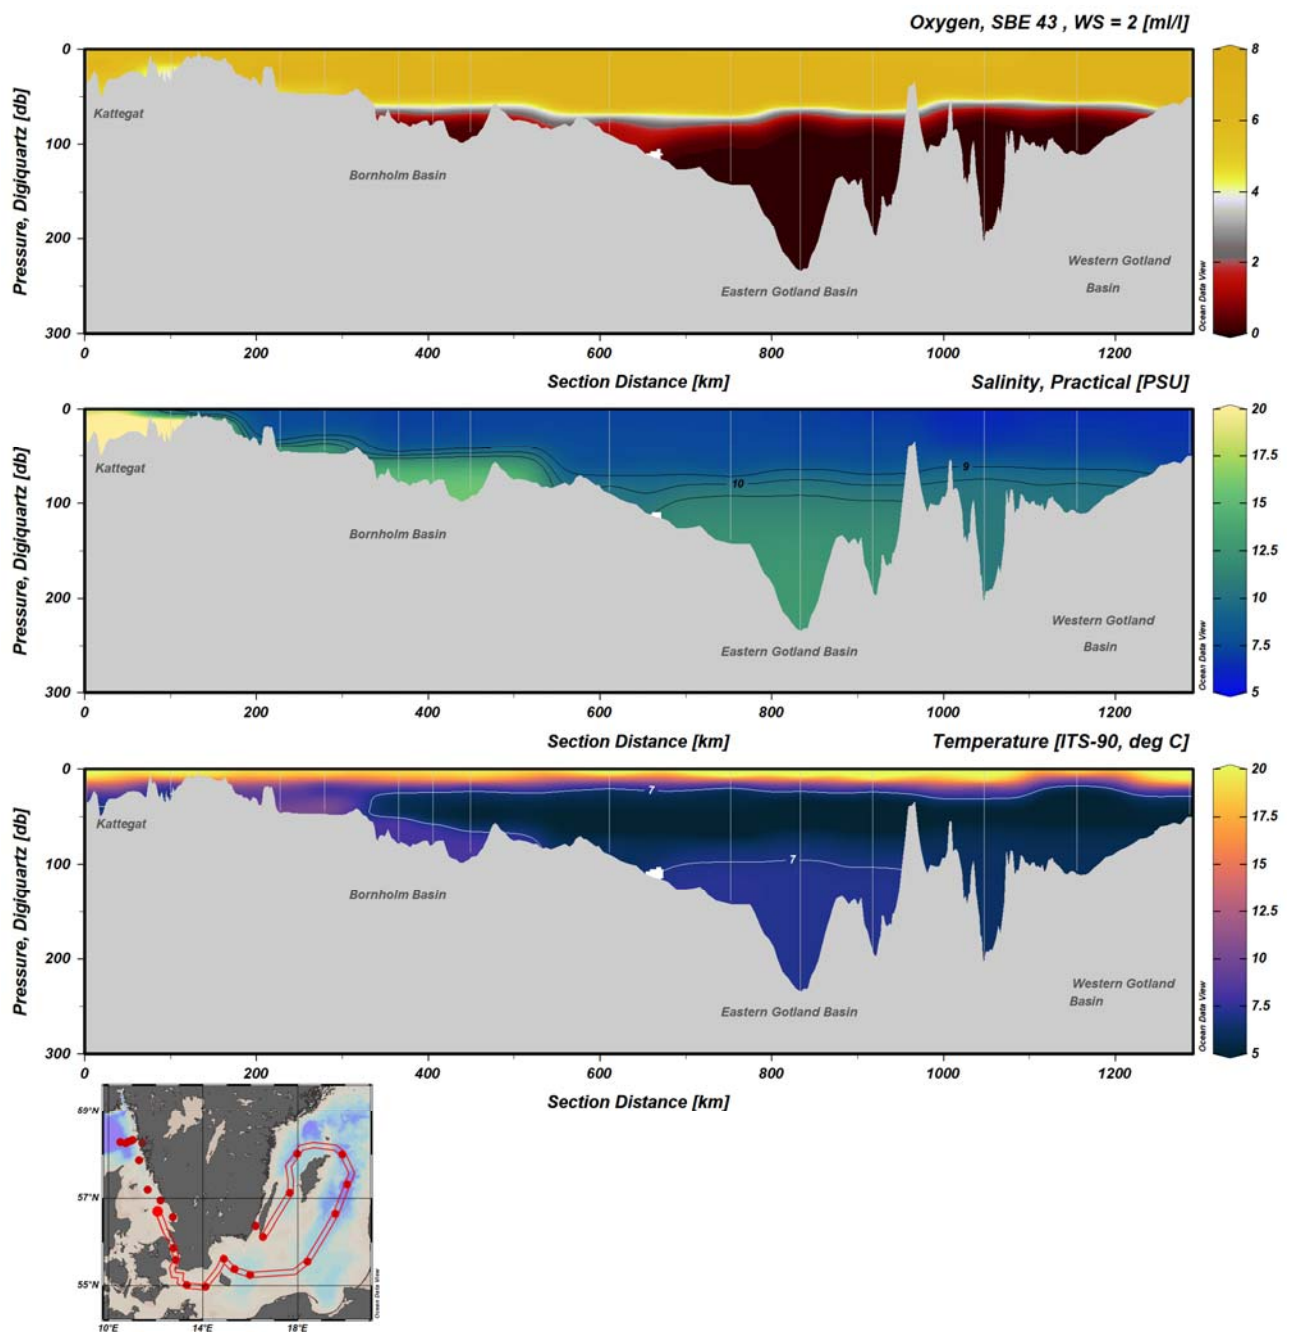 Oxygen, SBE 43 , WS = 2 [ml/l]
Pressure, Digiquartz [db]
0
100
200
300
Kattegat
Bornholm Basin
Eastern Gotland Basin
Western Gotland
Basin
Ocean Data View
8
6
4
2
0
0 200 400 600 800 1000 1200
Section Distance [km]
Salinity, Practical [PSU]
Pressure, Digiquartz [db]
0
100
200
300
Kattegat
Bornholm Basin
10
9
Eastern Gotland Basin
Western Gotland
Basin
Ocean Data View
20
17.5
15
12.5
10
7.5
5
0 200 400 600 800 1000 1200
Section Distance [km]
Temperature [ITS-90, deg C]
Pressure, Digiquartz [db]
0
100
200
300
Kattegat
Bornholm Basin
7
7
Eastern Gotland Basin
Western Gotland
Basin
Ocean Data View
20
17.5
15
12.5
10
7.5
5
0 200 400 600 800 1000 1200
Section Distance [km]
59°N
57°N
55°N
10°E 14°E 18°E
Ocean Data View